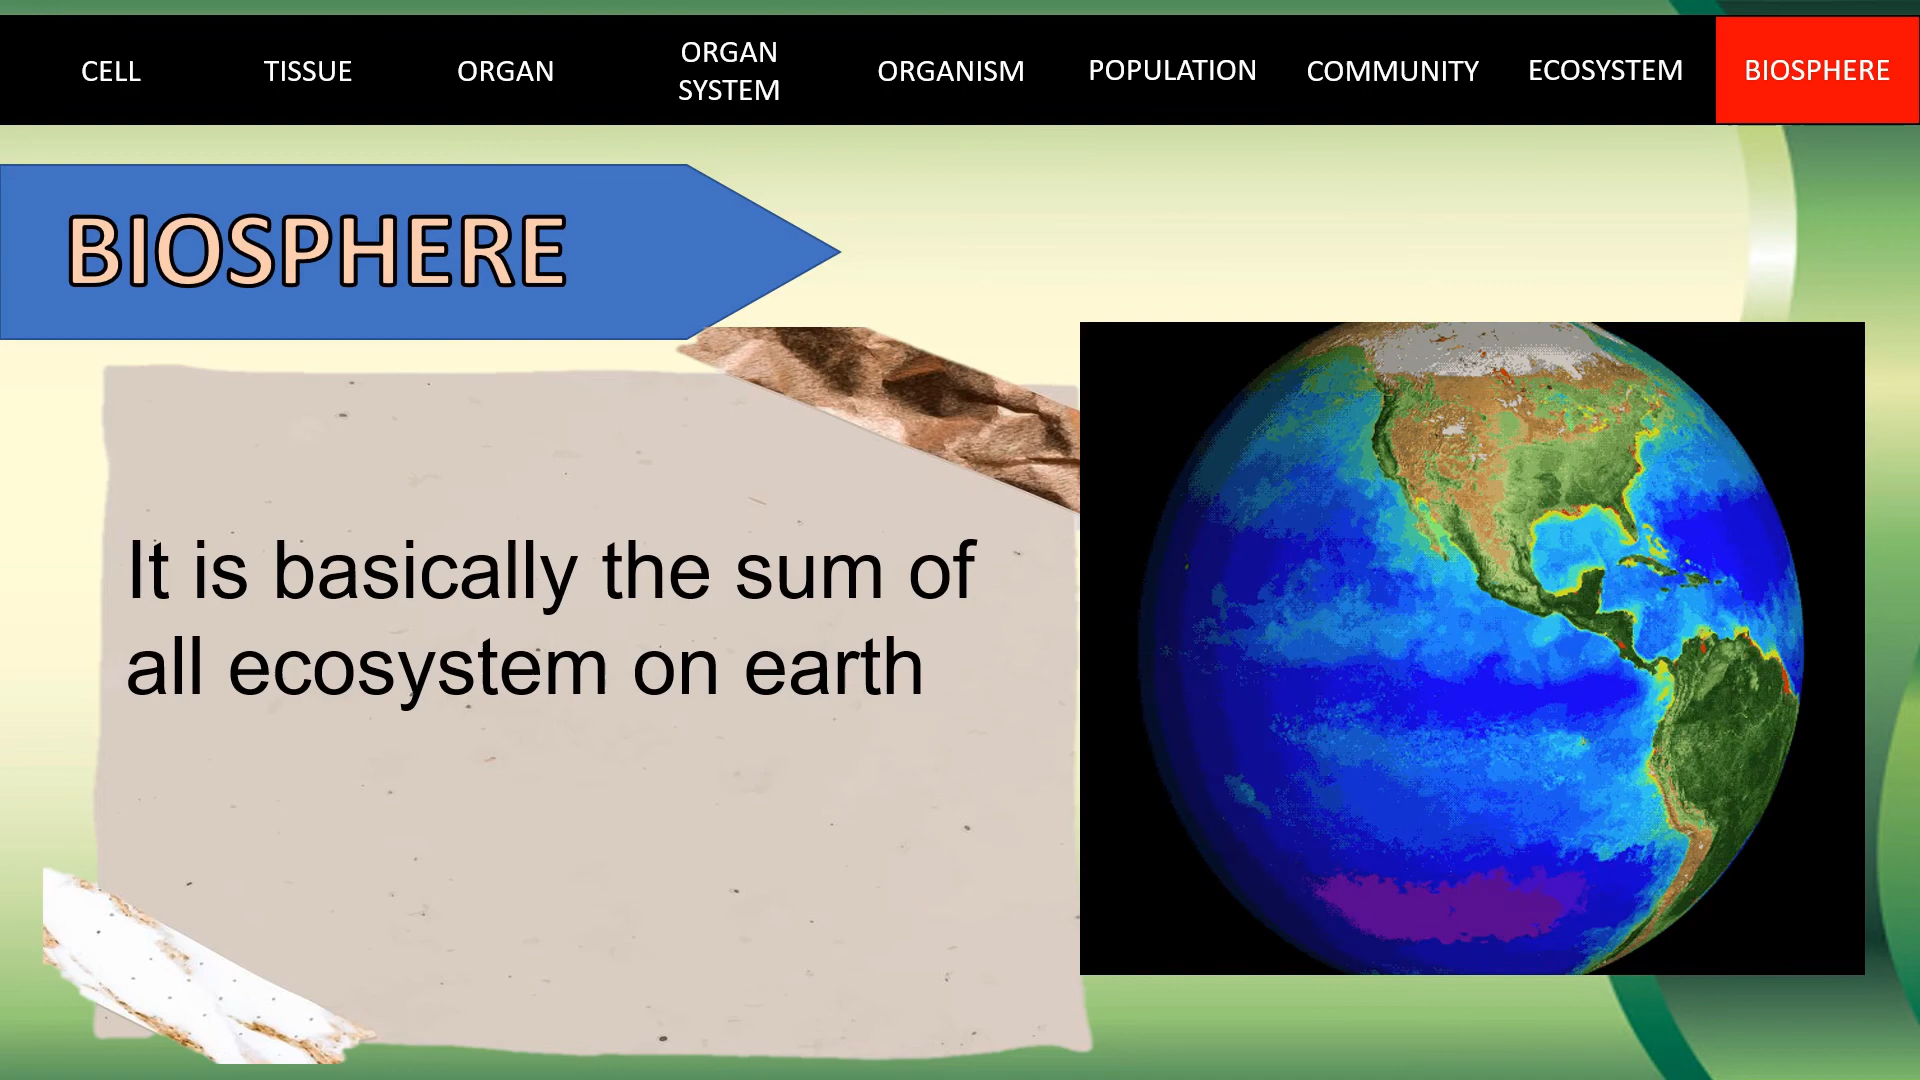 CELL
TISSUE
ORGAN
ORGAN
SYSTEM
ORGANISM
POPULATION
COMMUNITY
ECOSYSTEM
BIOSPHERE
BIOSPHERE
It is basically the sum of
all ecosystem on earth